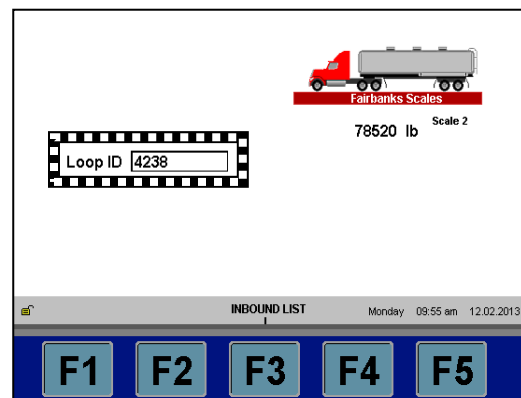 Fairbanks Scales
78520 lb
Scale 2
Loop ID 4238
INBOUND LIST
Monday 09:55 am 12.02.2013
F1 F2 F3 F4 F5